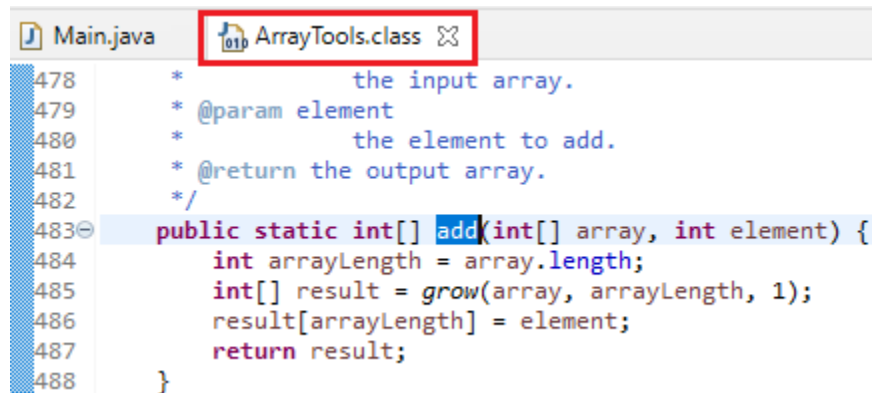 Main.java ArrayTools.class
478 * the input array.
479 * @param element
480 * the element to add.
481 * @return the output array.
482 */
483 public static int[] add(int[] array, int element) {
484 int arrayLength = array.length;
485 int[] result = grow(array, arrayLength, 1);
486 result[arrayLength] = element;
487 return result;
488 }